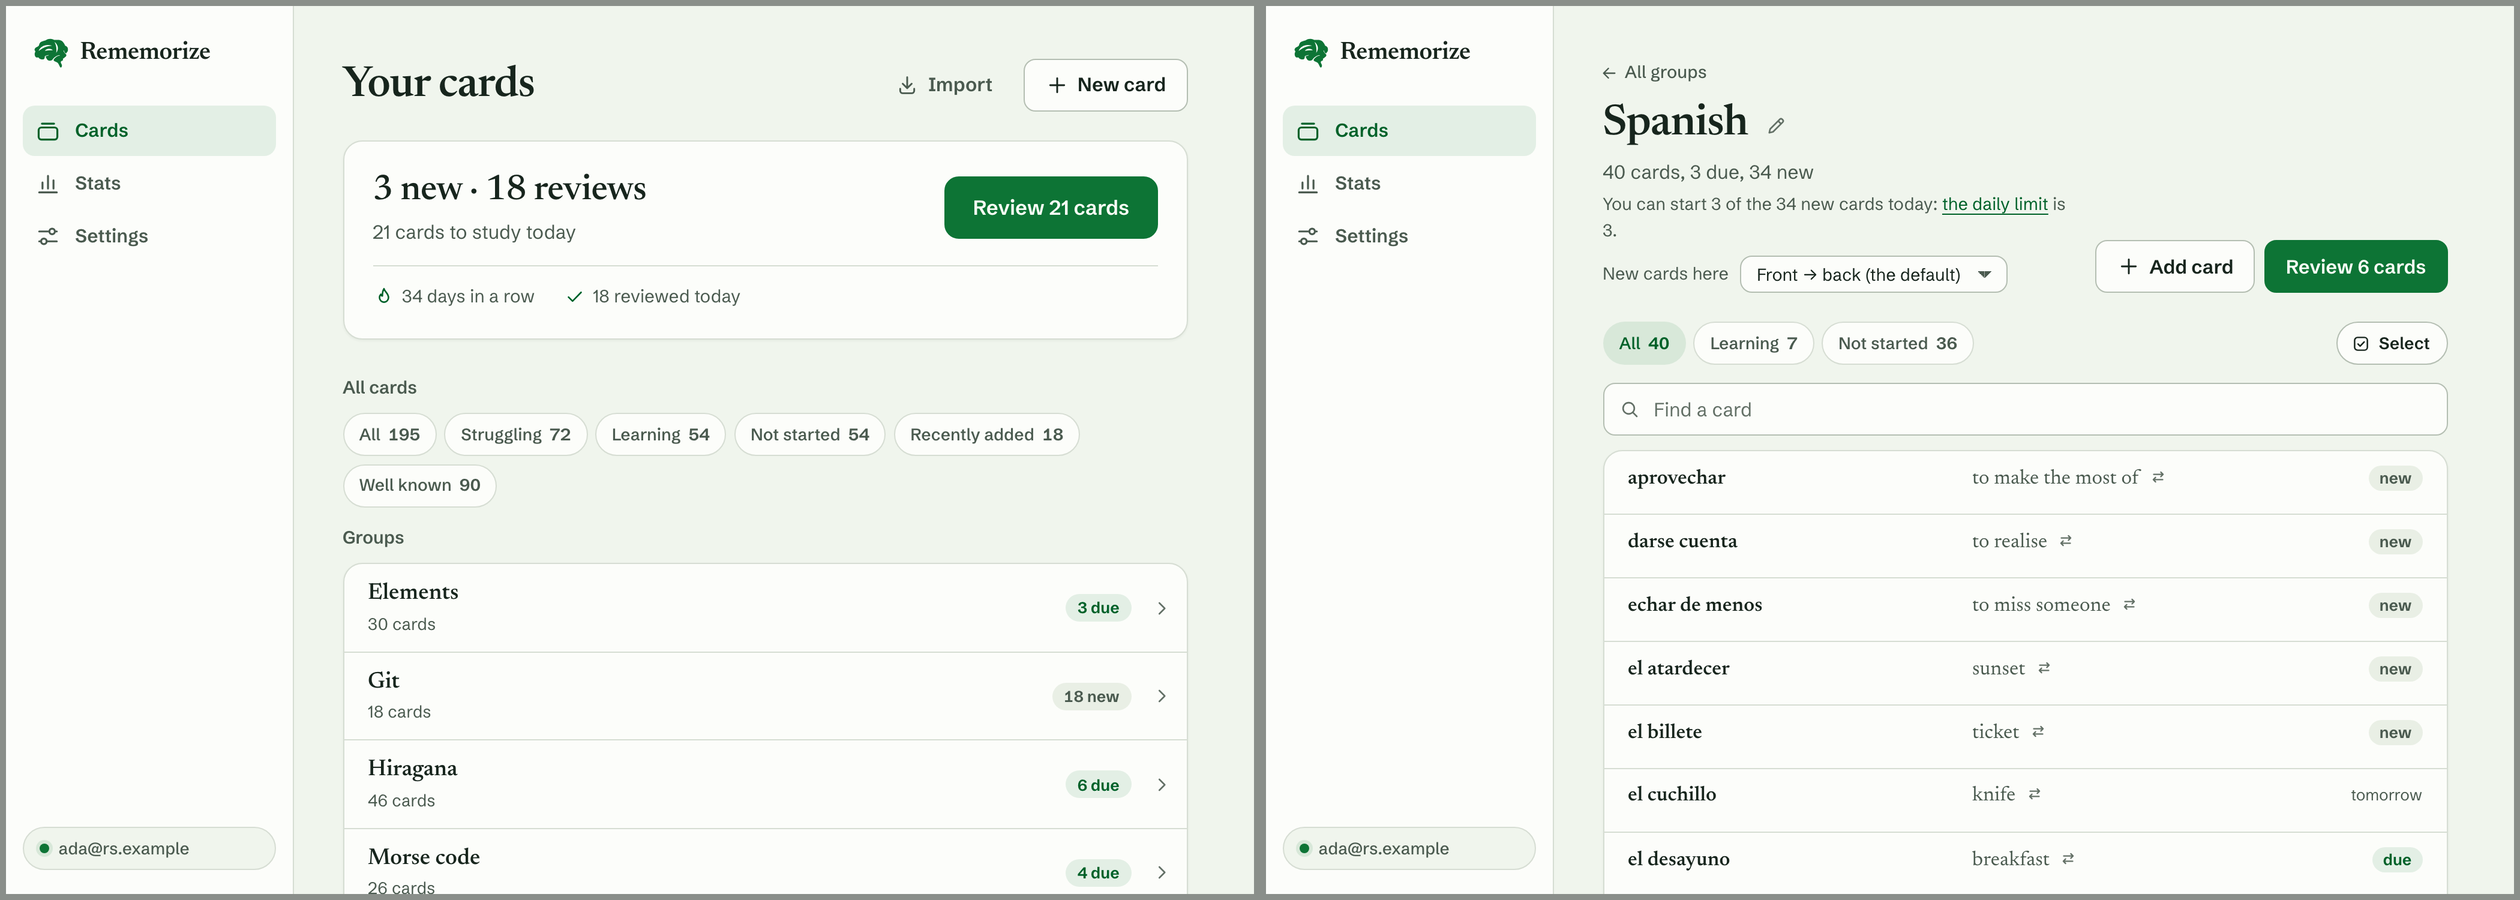 Rememorize
Cards
Stats
Settings
ada@rs.example
Your cards
Import
New card
3 new · 18 reviews
21 cards to study today
Review 21 cards
34 days in a row
18 reviewed today
All cards
All 195
Struggling 72
Learning 54
Not started 54
Recently added 18
Well known 90
Groups
Elements
30 cards
3 due
Git
18 cards
18 new
Hiragana
46 cards
6 due
Morse code
26 cards
4 due
Rememorize
Cards
Stats
Settings
ada@rs.example
← All groups
Spanish
40 cards, 3 due, 34 new
You can start 3 of the 34 new cards today: the daily limit is
3.
New cards here
Front → back (the default)
Add card
Review 6 cards
All 40
Learning 7
Not started 36
Select
Find a card
aprovechar to make the most of ⇄ new
darse cuenta to realise ⇄ new
echar de menos to miss someone ⇄ new
el atardecer sunset ⇄ new
el billete ticket ⇄ new
el cuchillo knife ⇄ tomorrow
el desayuno breakfast ⇄ due